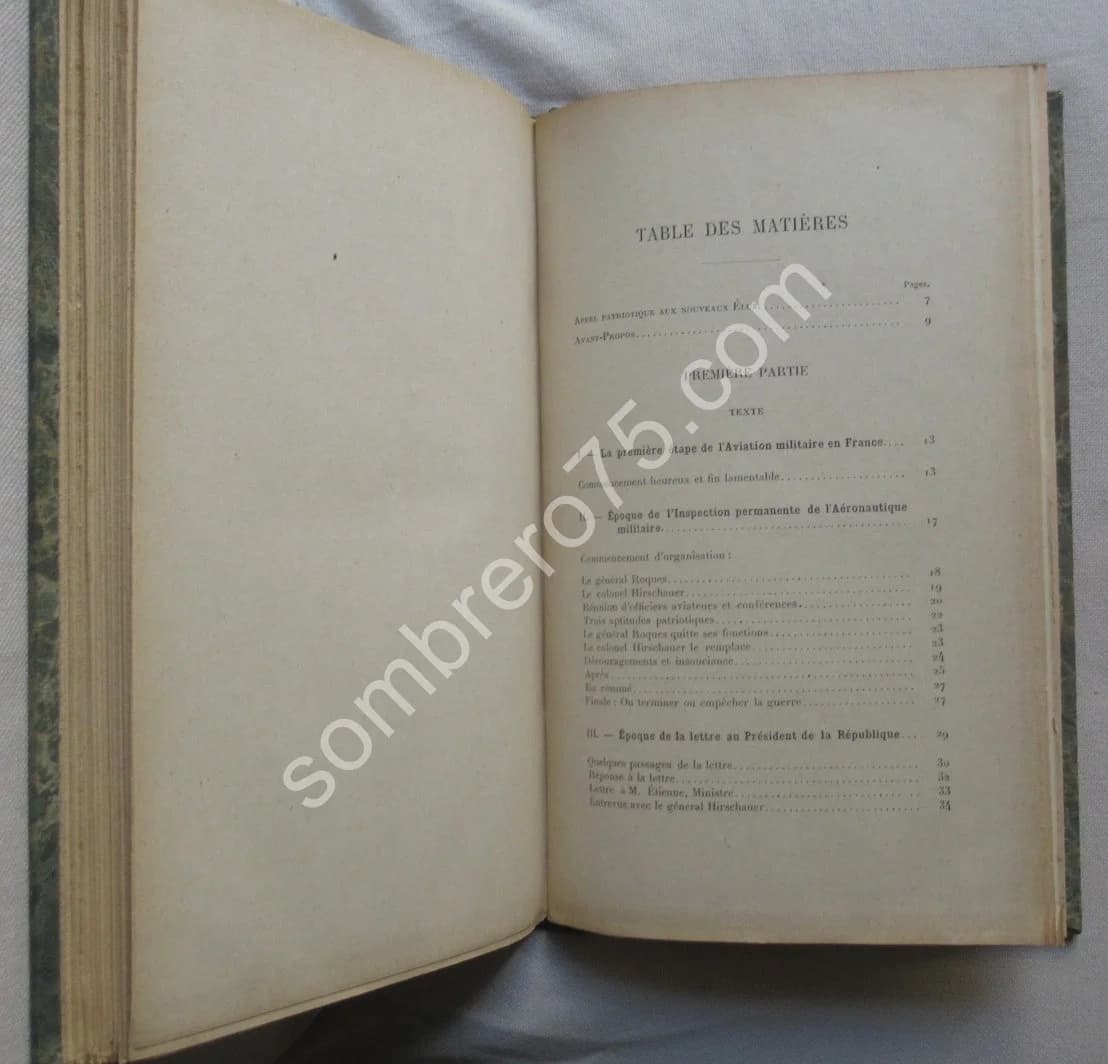 TABLE DES MATIÈRES
Pages.
APPEL PATRIOTIQUE AUX NOUVEAUX ÉLUS 7
AVANT-PROPOS 9
PREMIÈRE PARTIE
TEXTE
I. — La première étape de l'Aviation militaire en France.... 13
Commencement heureux et fin lamentable 13
II. — Époque de l'Inspection permanente de l'Aéronautique
militaire 17
Commencement d'organisation :
Le général Roques 18
Le colonel Hirschauer 19
Réunion d'officiers aviateurs et conférences 20
Trois aptitudes patriotiques 22
Le général Roques quitte ses fonctions 23
Le colonel Hirschauer le remplace 23
Découragements et insouciance 24
Après 25
En résumé 27
Finale : Ou terminer ou empêcher la guerre 27
III. — Époque de la lettre au Président de la République... 29
Quelques passages de la lettre 30
Réponse à la lettre 32
Lettre à M. Étienne, Ministre 33
Entrevue avec le général Hirschauer 34
sombrero75.com